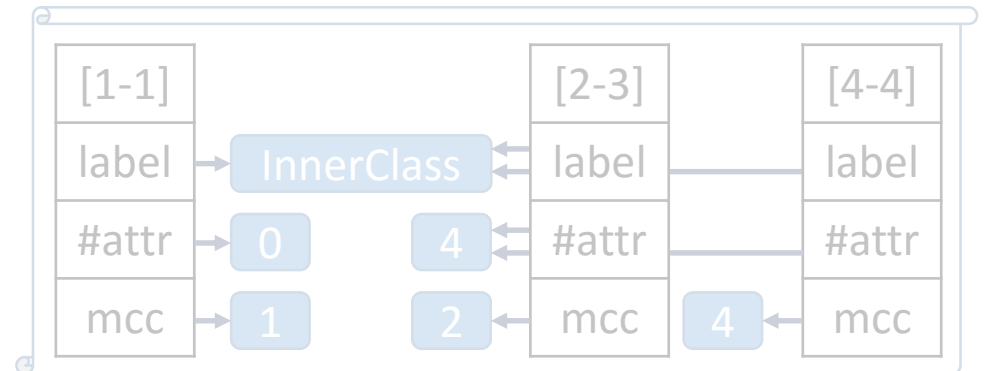 [1-1] [2-3] [4-4]
label InnerClass label label
#attr 0 4 #attr #attr
mcc 1 2 mcc 4 mcc